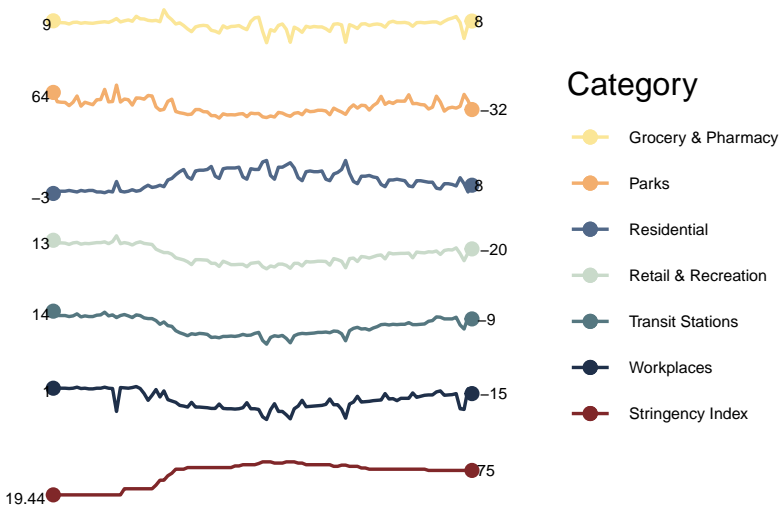 9
8
64
−32
−3
8
13
−20
14
−9
1
−15
19.44
75
Category
Grocery & Pharmacy
Parks
Residential
Retail & Recreation
Transit Stations
Workplaces
Stringency Index